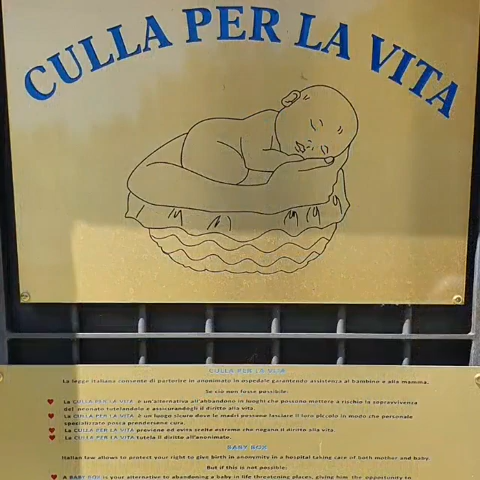 CULLA PER LA VITA
CULLA PER LA VITA
La legge italiana consente di partorire in anonimato in ospedale garantendo assistenza al bambino e alla mamma.
Se ciò non fosse possibile:
La CULLA PER LA VITA è un'alternativa all'abbandono in luoghi che possono mettere a rischio la sopravvivenza
del neonato tutelandolo e assicurandogli il diritto alla vita.
La CULLA PER LA VITA è un luogo sicuro dove le madri possono lasciare il loro piccolo in modo che personale
specializzato possa prendersene cura.
La CULLA PER LA VITA previene ed evita scelte estreme che negano il diritto alla vita.
La CULLA PER LA VITA tutela il diritto all'anonimato.
BABY BOX
Italian law allows to protect your right to give birth in anonymity in a hospital taking care of both mother and baby.
But if this is not possible:
A BABY BOX is your alternative to abandoning a baby in life-threatening places, giving him the opportunity to